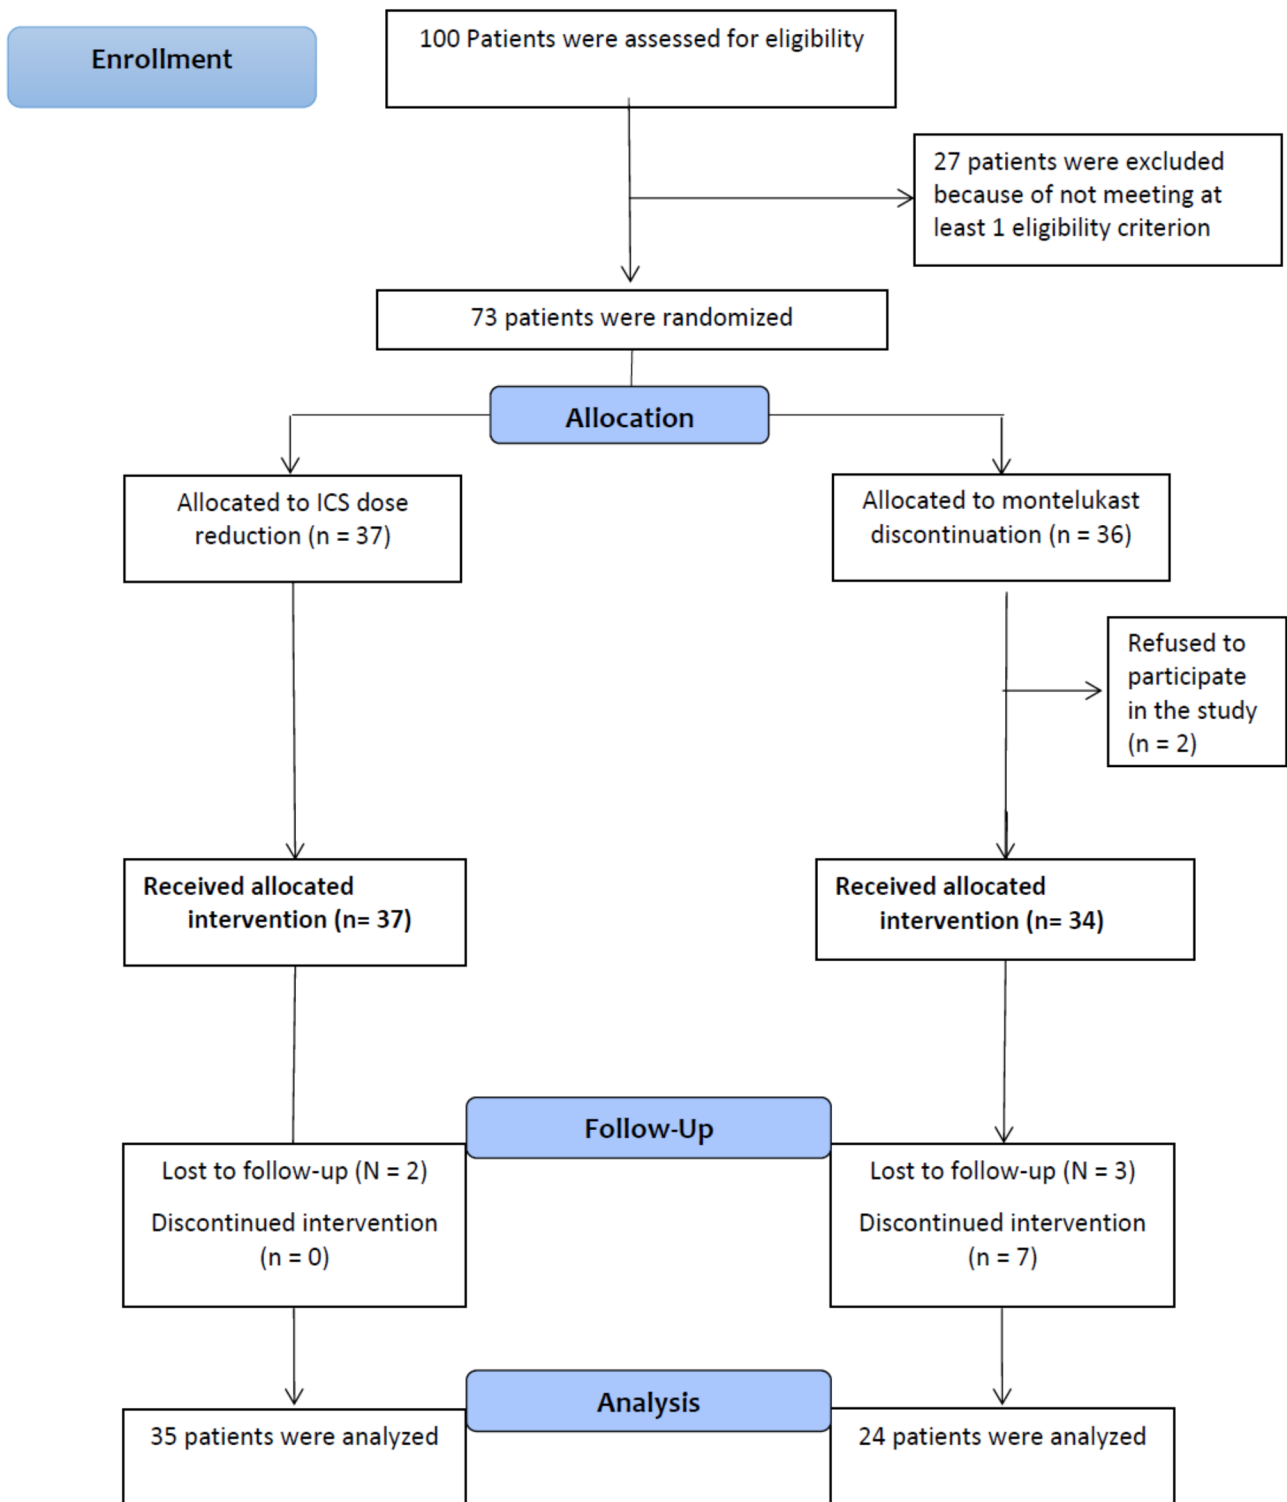 Enrollment
100 Patients were assessed for eligibility
27 patients were excluded
because of not meeting at
least 1 eligibility criterion
73 patients were randomized
Allocation
Allocated to ICS dose
reduction (n = 37)
Allocated to montelukast
discontinuation (n = 36)
Refused to
participate
in the study
(n = 2)
Received allocated
intervention (n= 37)
Received allocated
intervention (n= 34)
Follow-Up
Lost to follow-up (N = 2)
Discontinued intervention
(n = 0)
Lost to follow-up (N = 3)
Discontinued intervention
(n = 7)
Analysis
35 patients were analyzed
24 patients were analyzed